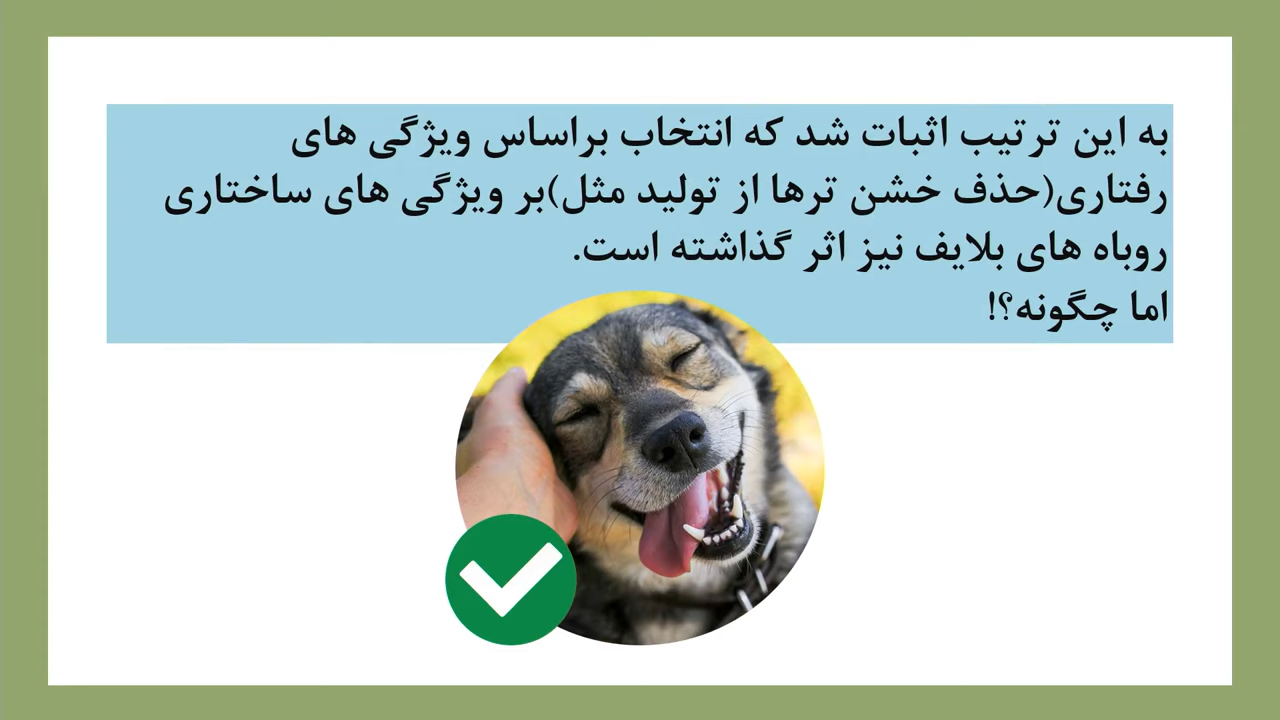 به این ترتیب اثبات شد که انتخاب براساس ویژگی های
رفتاری(حذف خشن ترها از تولید مثل)بر ویژگی های ساختاری
روباه های بلایف نیز اثر گذاشته است.
اما چگونه؟!